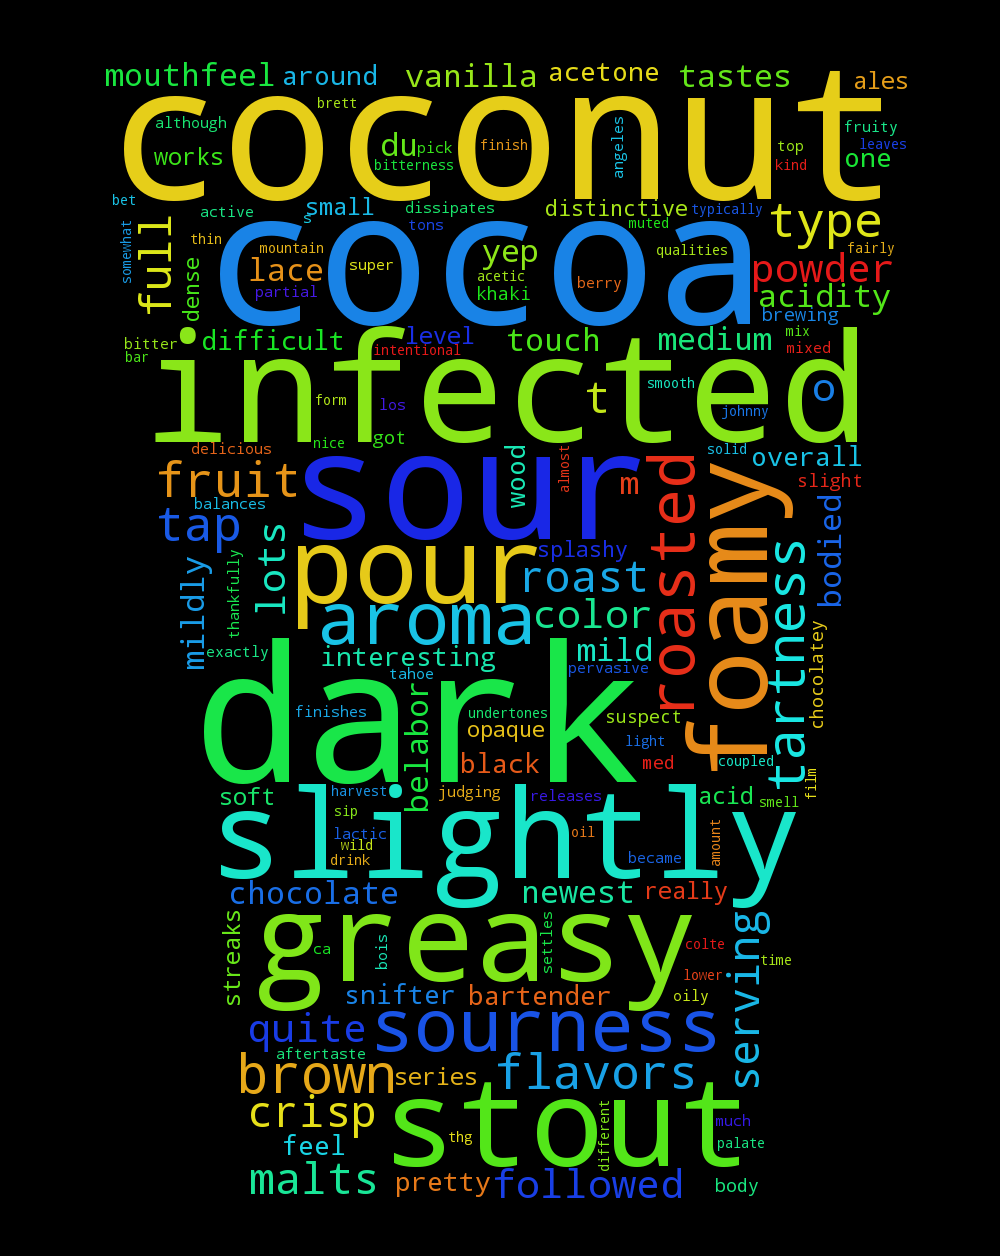 mouthfeel around vanilla acetone tastes ales
coconut
brett
although
works
du pick
bitterness
finish
angeles
top
kind
fruity
leaves
one
bet
active
s small
dissipates
tons
distinctive
muted
typically
type
cocoa
somewhat
full
thin
dense
mountain
lace
partial
super
yep
acetic
khaki
berry
qualities
fairly
powder
acidity
brewing
infected
bitter
bar
difficult
level
intentional
touch
medium
mix
mixed
form
los
t
smooth
johnny
o
nice
got
delicious
sour
wood
almost
m
solid
overall
slight
fruit
balances
tap
lots
pour
splashy
roast
roasted
foamy
tartness
bodied
mildly
thankfully
aroma
color
exactly
interesting
mild
tahoe
pervasive
chocolatey
dark
finishes
belabor
undertones
opaque
suspect
light
black
med
coupled
film
soft
harvest
judging
releases
acid
smell
slightly
sip
lactic
wild
drink
oil
became
amount
chocolate
newest
really
greasy
streaks
ca
bois
settles
colte
lower
time
serving
snifter
bartender
oily
quite
sourness
aftertaste
brown
series
flavors
crisp
stout
thg
different
much
palate
feel
malts
pretty
followed
body